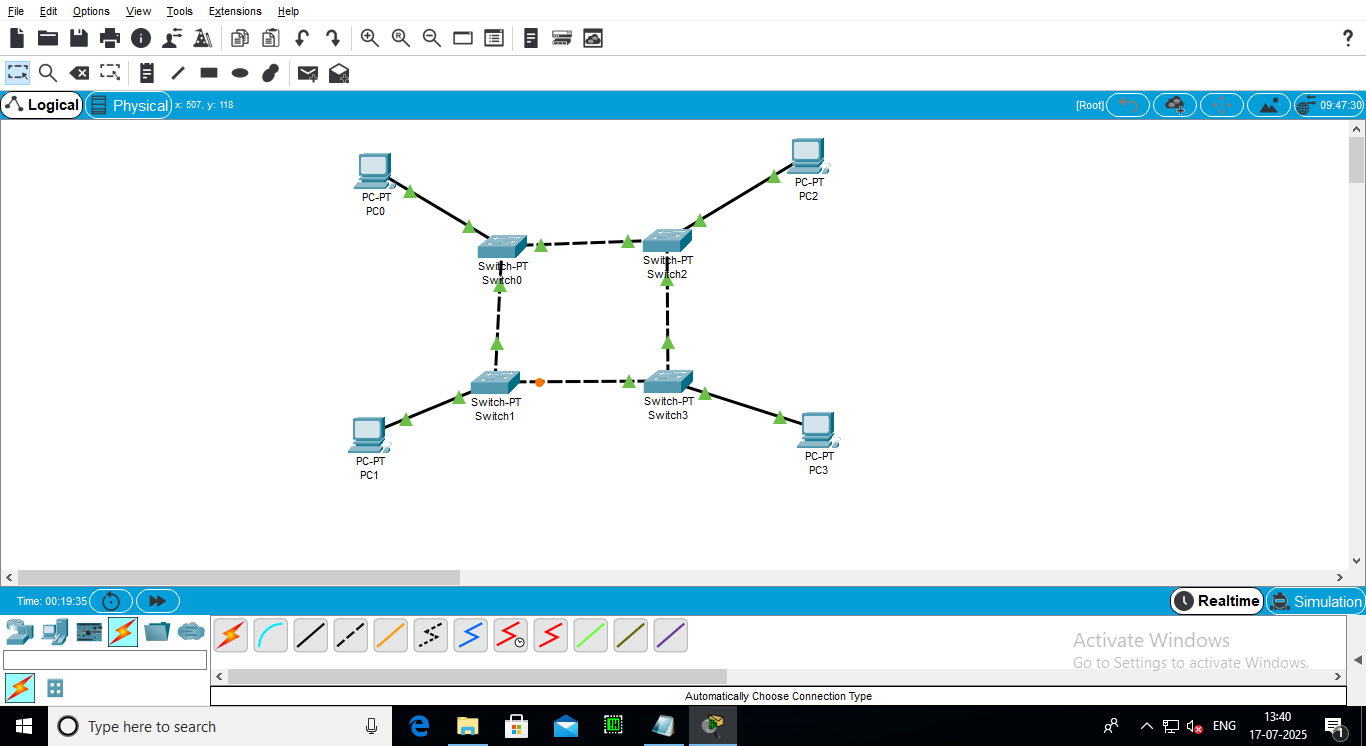 File Edit Options View Tools Extensions Help
?
Logical Physical x: 507, y: 118 [Root] 09:47:30
PC-PT
PC0
PC-PT
PC2
Switch-PT
Switch0
Switch-PT
Switch2
Switch-PT
Switch1
Switch-PT
Switch3
PC-PT
PC1
PC-PT
PC3
Time: 00:19:35 Realtime Simulation
Activate Windows
Go to Settings to activate Windows.
Automatically Choose Connection Type
Type here to search
ENG
13:40
17-07-2025
1